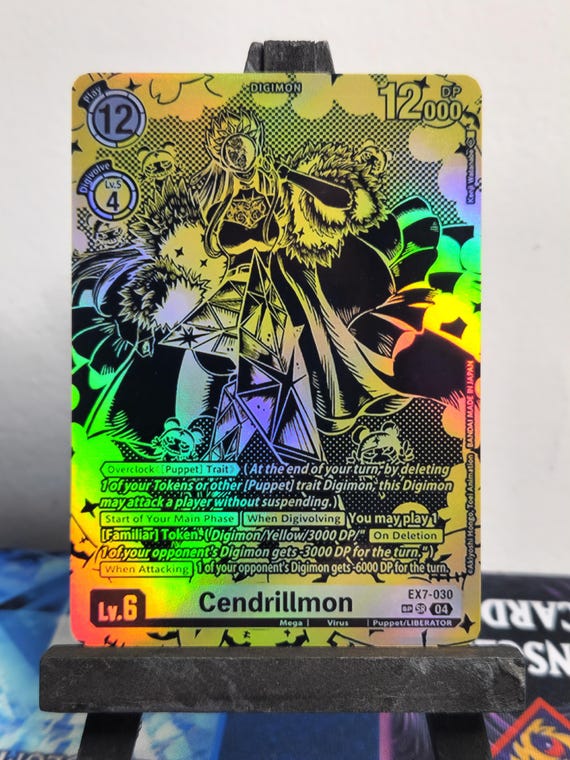 DIGIMON
Play
12
12000 DP
Digivolve
Lv.5
4
Kenji Watanabe
BANDAI MADE IN JAPAN
©Akiyoshi Hongo, Toei Animation
Overclock《[Puppet] Trait》 (At the end of your turn, by deleting
1 of your Tokens or other [Puppet] trait Digimon, this Digimon
may attack a player without suspending.)
Start of Your Main Phase When Digivolving You may play 1
[Familiar] Token. (Digimon/Yellow/3000 DP/" On Deletion
1 of your opponent's Digimon gets -3000 DP for the turn.")
When Attacking 1 of your opponent's Digimon gets -6000 DP for the turn.
Lv.6
Cendrillmon
EX7-030
BP SR 04
Mega | Virus | Puppet/LIBERATOR
CARD